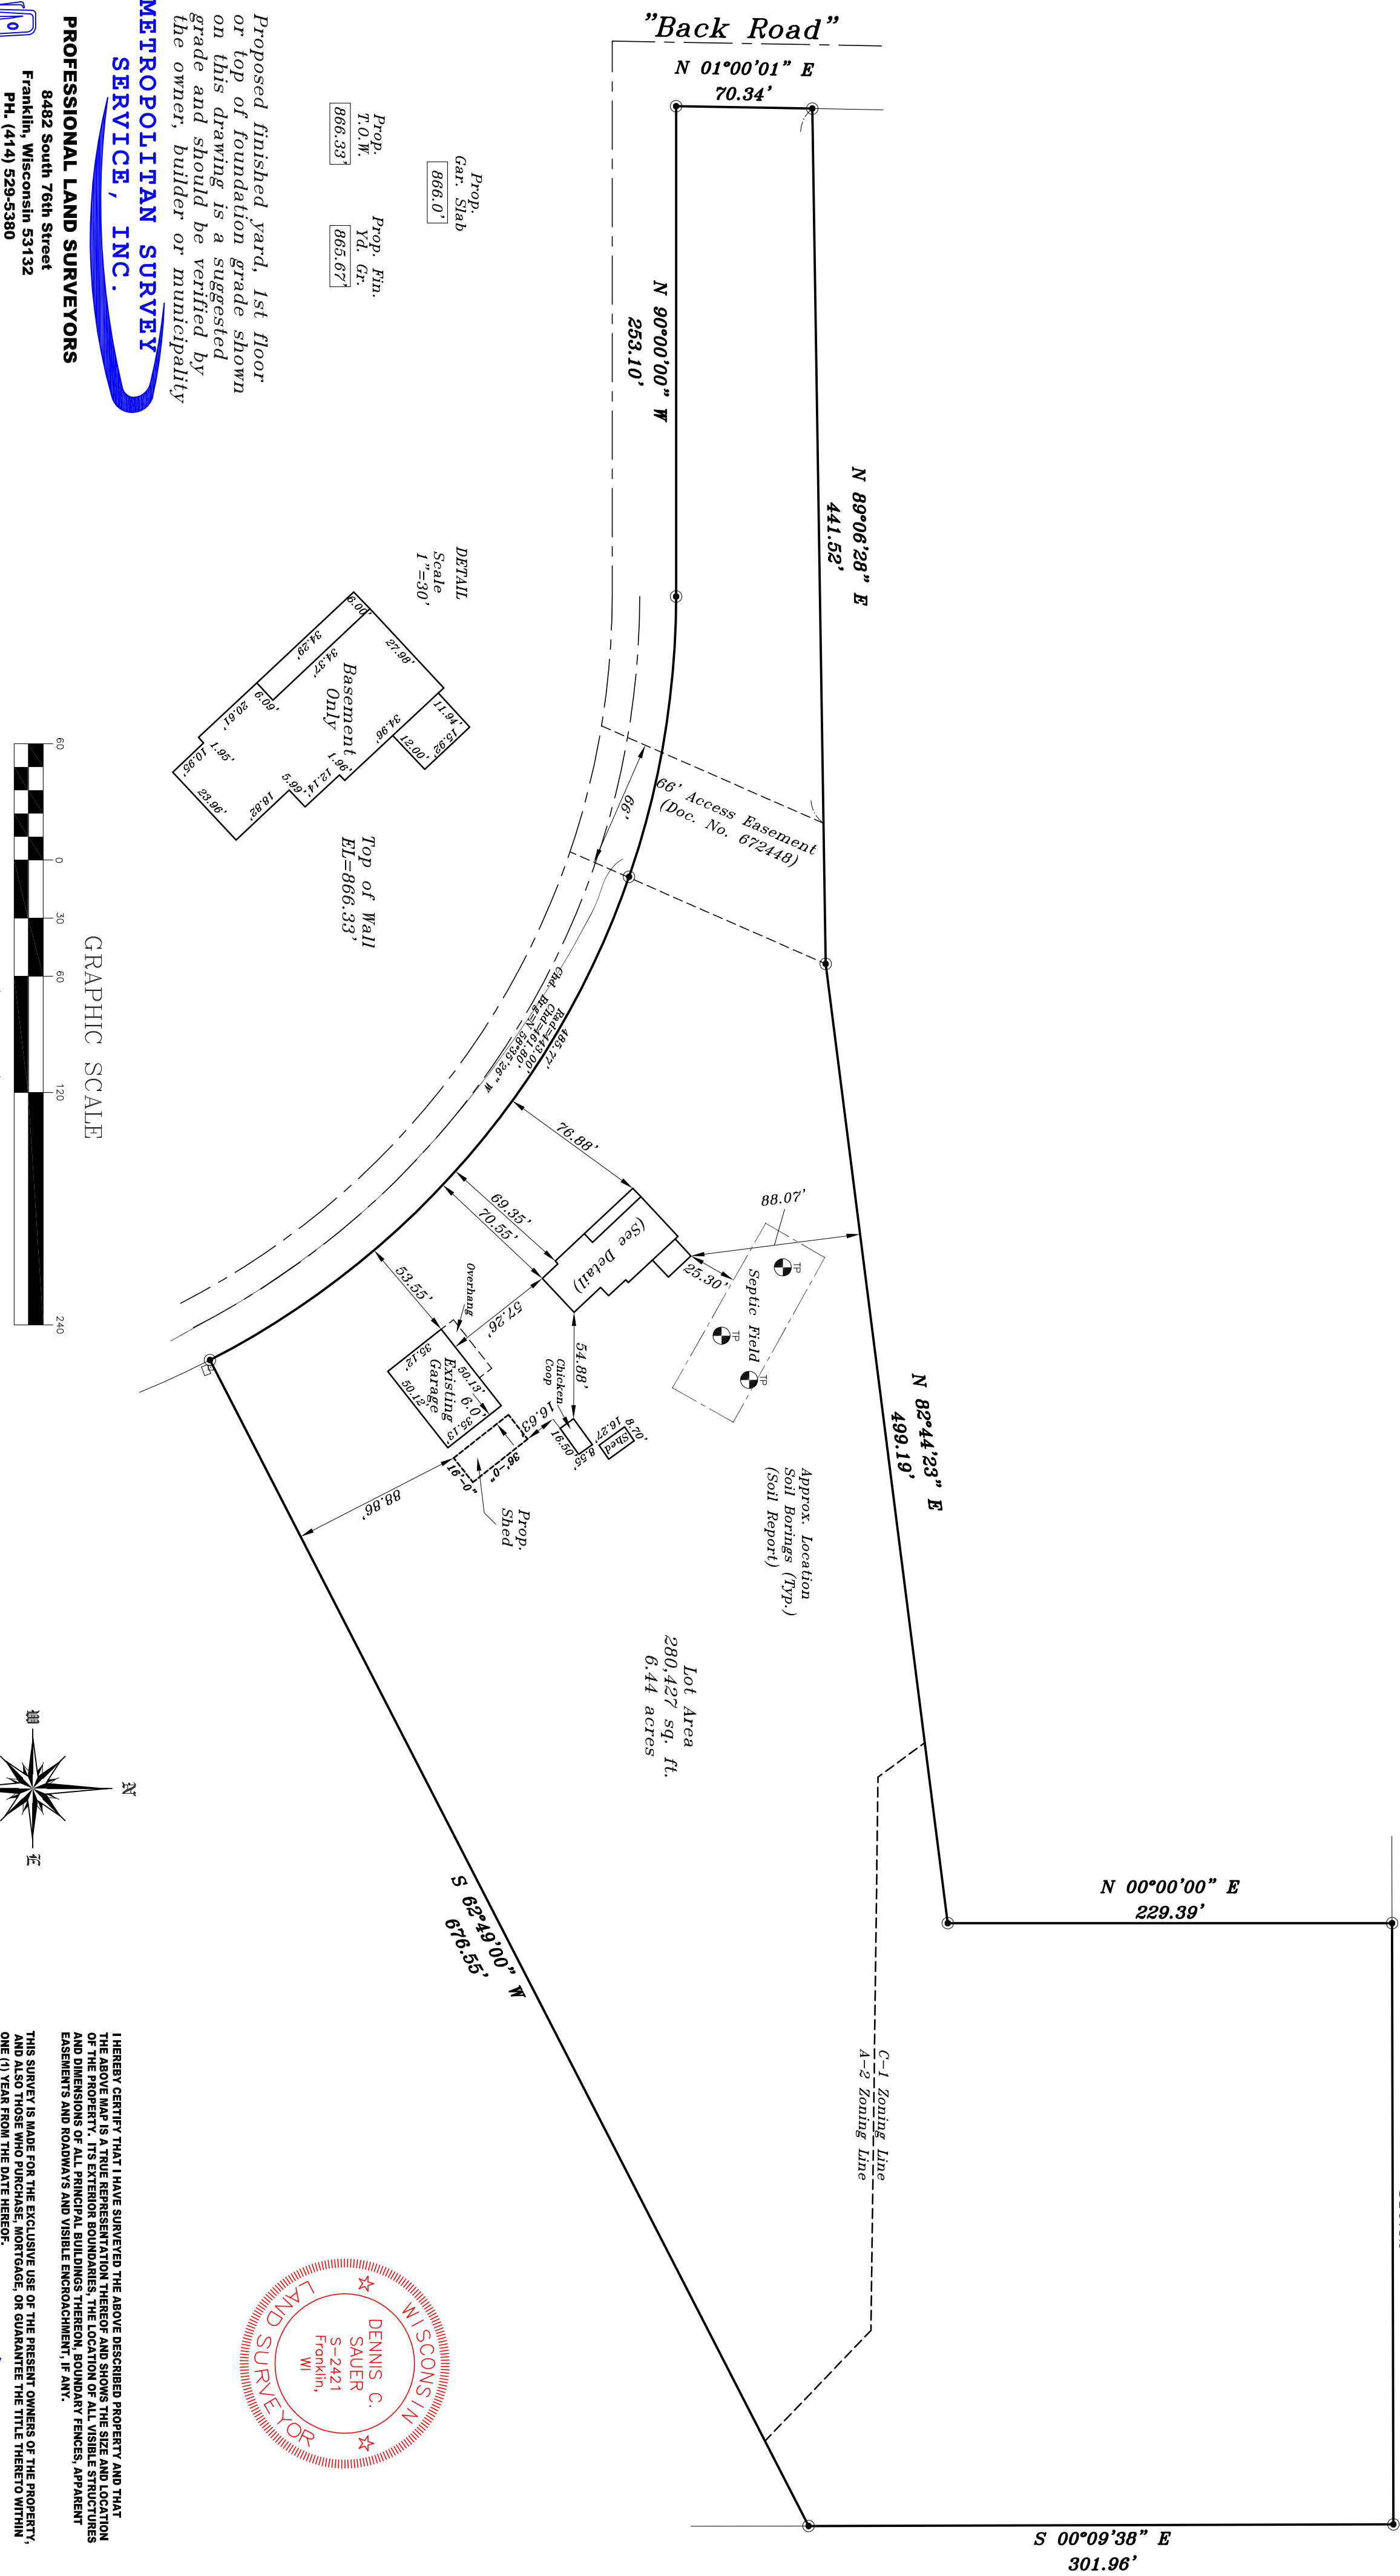 "Back Road"
N 01°00'01" E
70.34'
N 89°06'28" E
441.52'
N 90°00'00" W
253.10'
Prop.
Gar. Slab
866.0'
Prop.
T.O.W.
866.33'
Prop. Fin.
Yd. Gr.
865.67'
Proposed finished yard, 1st floor
or top of foundation grade shown
on this drawing is a suggested
grade and should be verified by
the owner, builder or municipality
METROPOLITAN SURVEY
SERVICE, INC.
PROFESSIONAL LAND SURVEYORS
8482 South 76th Street
Franklin, Wisconsin 53132
PH. (414) 529-5380
DETAIL
Scale
1"=30'
Basement
Only
9.00'
27.98'
34.29'
34.37'
11.94'
15.92
12.00'
34.96'
6.09'
20.61'
1.96'
12.14'
5.99'
1.95'
10.95'
18.82'
23.96'
Top of Wall
EL=866.33'
66' Access Easement
(Doc. No. 672448)
66'
485.77'
Rad=443.00'
Chd=461.80'
Chd. Brg=N 58°35'26" W
76.88'
69.35'
70.55'
(See Detail)
88.07'
25.30'
Septic Field
TP
TP
TP
53.55'
57.26'
Overhang
54.88'
Existing
Garage
35.12'
50.13'
50.12'
35.13'
6.0'
Chicken
Coop
16.63'
16.50'
8.55'
Shed
16.27'
8.70'
36'-0"
16'-0"
Prop.
Shed
88.86'
N 82°44'23" E
499.19'
Approx. Location
Soil Borings (Typ.)
(Soil Report)
Lot Area
280,427 sq. ft.
6.44 acres
GRAPHIC SCALE
60
0
30
60
120
240
N
W
E
S 62°49'00" W
676.55'
N 00°00'00" E
229.39'
C-1 Zoning Line
A-2 Zoning Line
S 00°09'38" E
301.96'
WISCONSIN
DENNIS C.
SAUER
S-2421
Franklin,
WI
LAND SURVEYOR
I HEREBY CERTIFY THAT I HAVE SURVEYED THE ABOVE DESCRIBED PROPERTY AND THAT
THE ABOVE MAP IS A TRUE REPRESENTATION THEREOF AND SHOWS THE SIZE AND LOCATION
OF THE PROPERTY. ITS EXTERIOR BOUNDARIES, THE LOCATION OF ALL VISIBLE STRUCTURES
AND DIMENSIONS OF ALL PRINCIPAL BUILDINGS THEREON, BOUNDARY FENCES, APPARENT
EASEMENTS AND ROADWAYS AND VISIBLE ENCROACHMENT, IF ANY.
THIS SURVEY IS MADE FOR THE EXCLUSIVE USE OF THE PRESENT OWNERS OF THE PROPERTY,
AND ALSO THOSE WHO PURCHASE, MORTGAGE, OR GUARANTEE THE TITLE THERETO WITHIN
ONE (1) YEAR FROM THE DATE HEREOF.